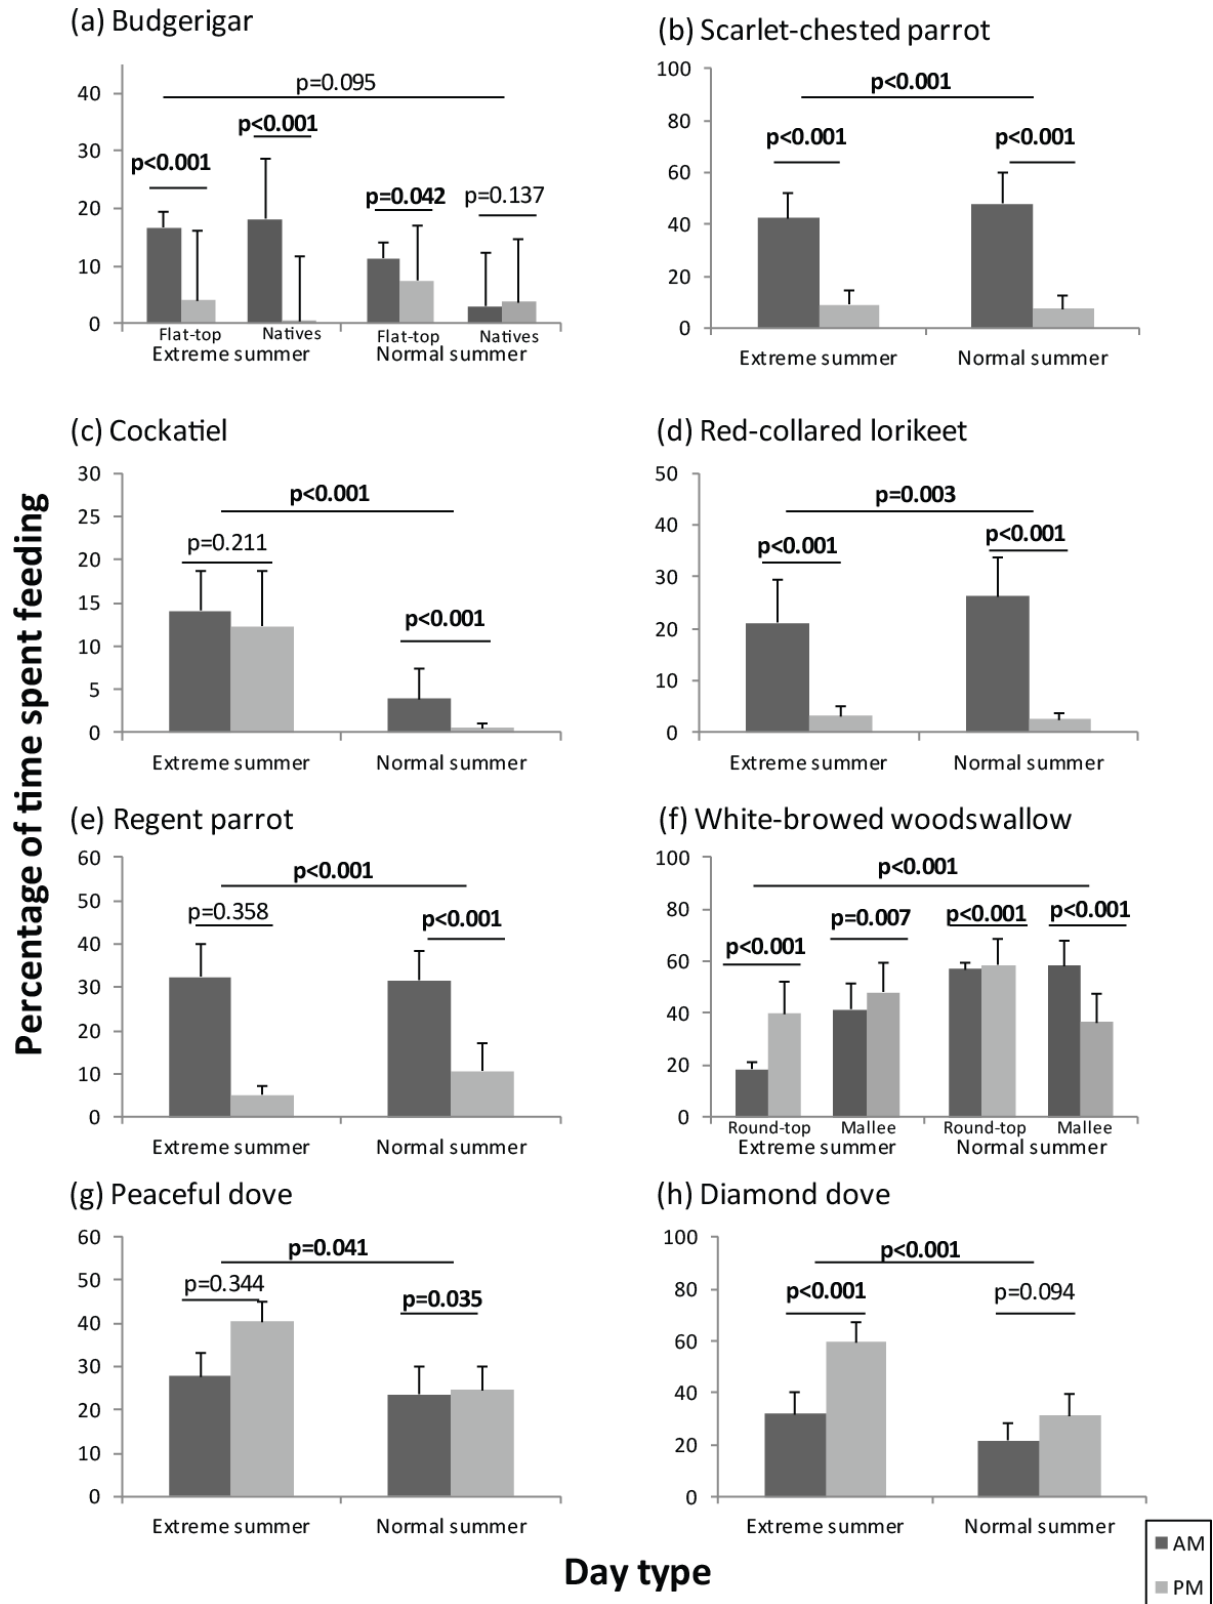 (a) Budgerigar
40
30
20
10
0
p=0.095
p<0.001
p<0.001
p=0.042
p=0.137
Flat-top Natives Flat-top Natives
Extreme summer Normal summer
(b) Scarlet-chested parrot
100
80
60
40
20
0
p<0.001
p<0.001 p<0.001
Extreme summer Normal summer
(c) Cockatiel
30
25
20
15
10
5
0
p<0.001
p=0.211
p<0.001
Extreme summer Normal summer
(d) Red-collared lorikeet
50
40
30
20
10
0
p=0.003
p<0.001 p<0.001
Extreme summer Normal summer
Percentage of time spent feeding
(e) Regent parrot
60
50
40
30
20
10
0
p<0.001
p=0.358
p<0.001
Extreme summer Normal summer
(f) White-browed woodswallow
100
80
60
40
20
0
p<0.001
p<0.001
p=0.007
p<0.001
p<0.001
Round-top Mallee Round-top Mallee
Extreme summer Normal summer
(g) Peaceful dove
60
50
40
30
20
10
0
p=0.041
p=0.344
p=0.035
Extreme summer Normal summer
(h) Diamond dove
100
80
60
40
20
0
p<0.001
p<0.001 p=0.094
Extreme summer Normal summer
Day type
AM
PM